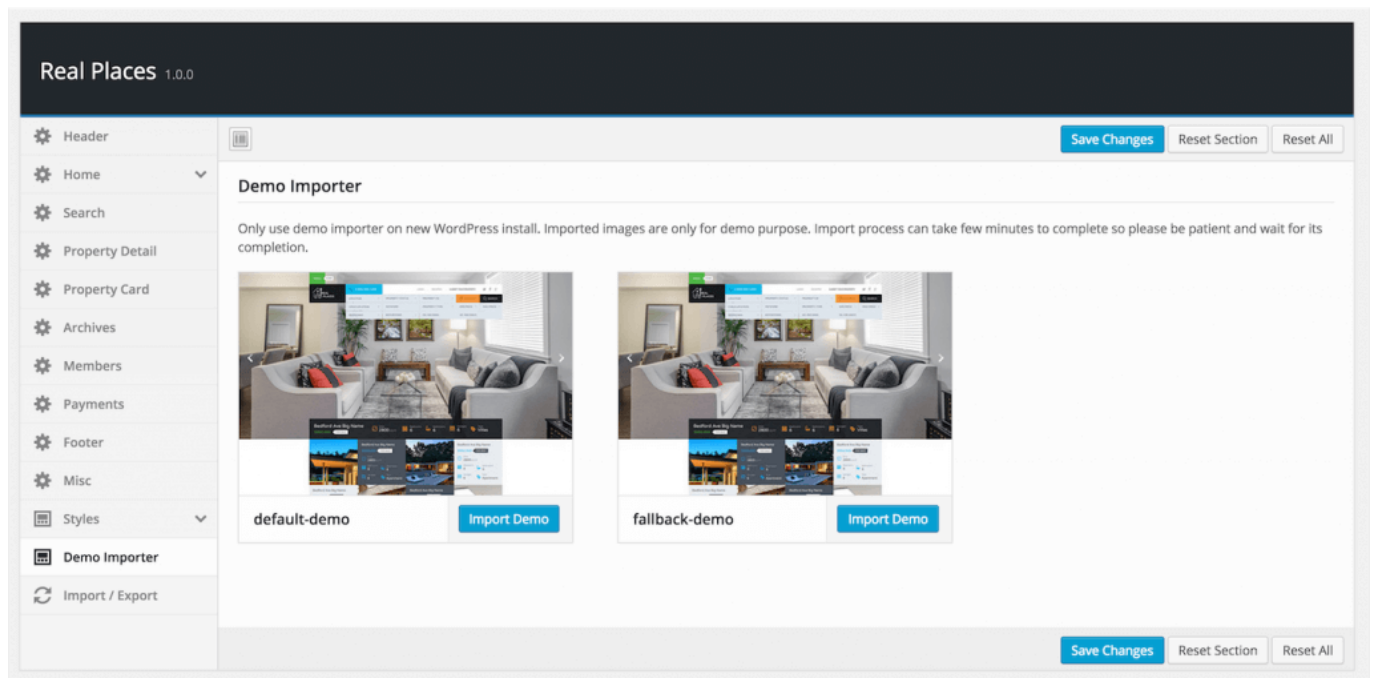 Real Places 1.0.0
Header
Home
Search
Property Detail
Property Card
Archives
Members
Payments
Footer
Misc
Styles
Demo Importer
Import / Export
Save Changes Reset Section Reset All
Demo Importer
Only use demo importer on new WordPress install. Imported images are only for demo purpose. Import process can take few minutes to complete so please be patient and wait for its
completion.
default-demo Import Demo
fallback-demo Import Demo
Save Changes Reset Section Reset All